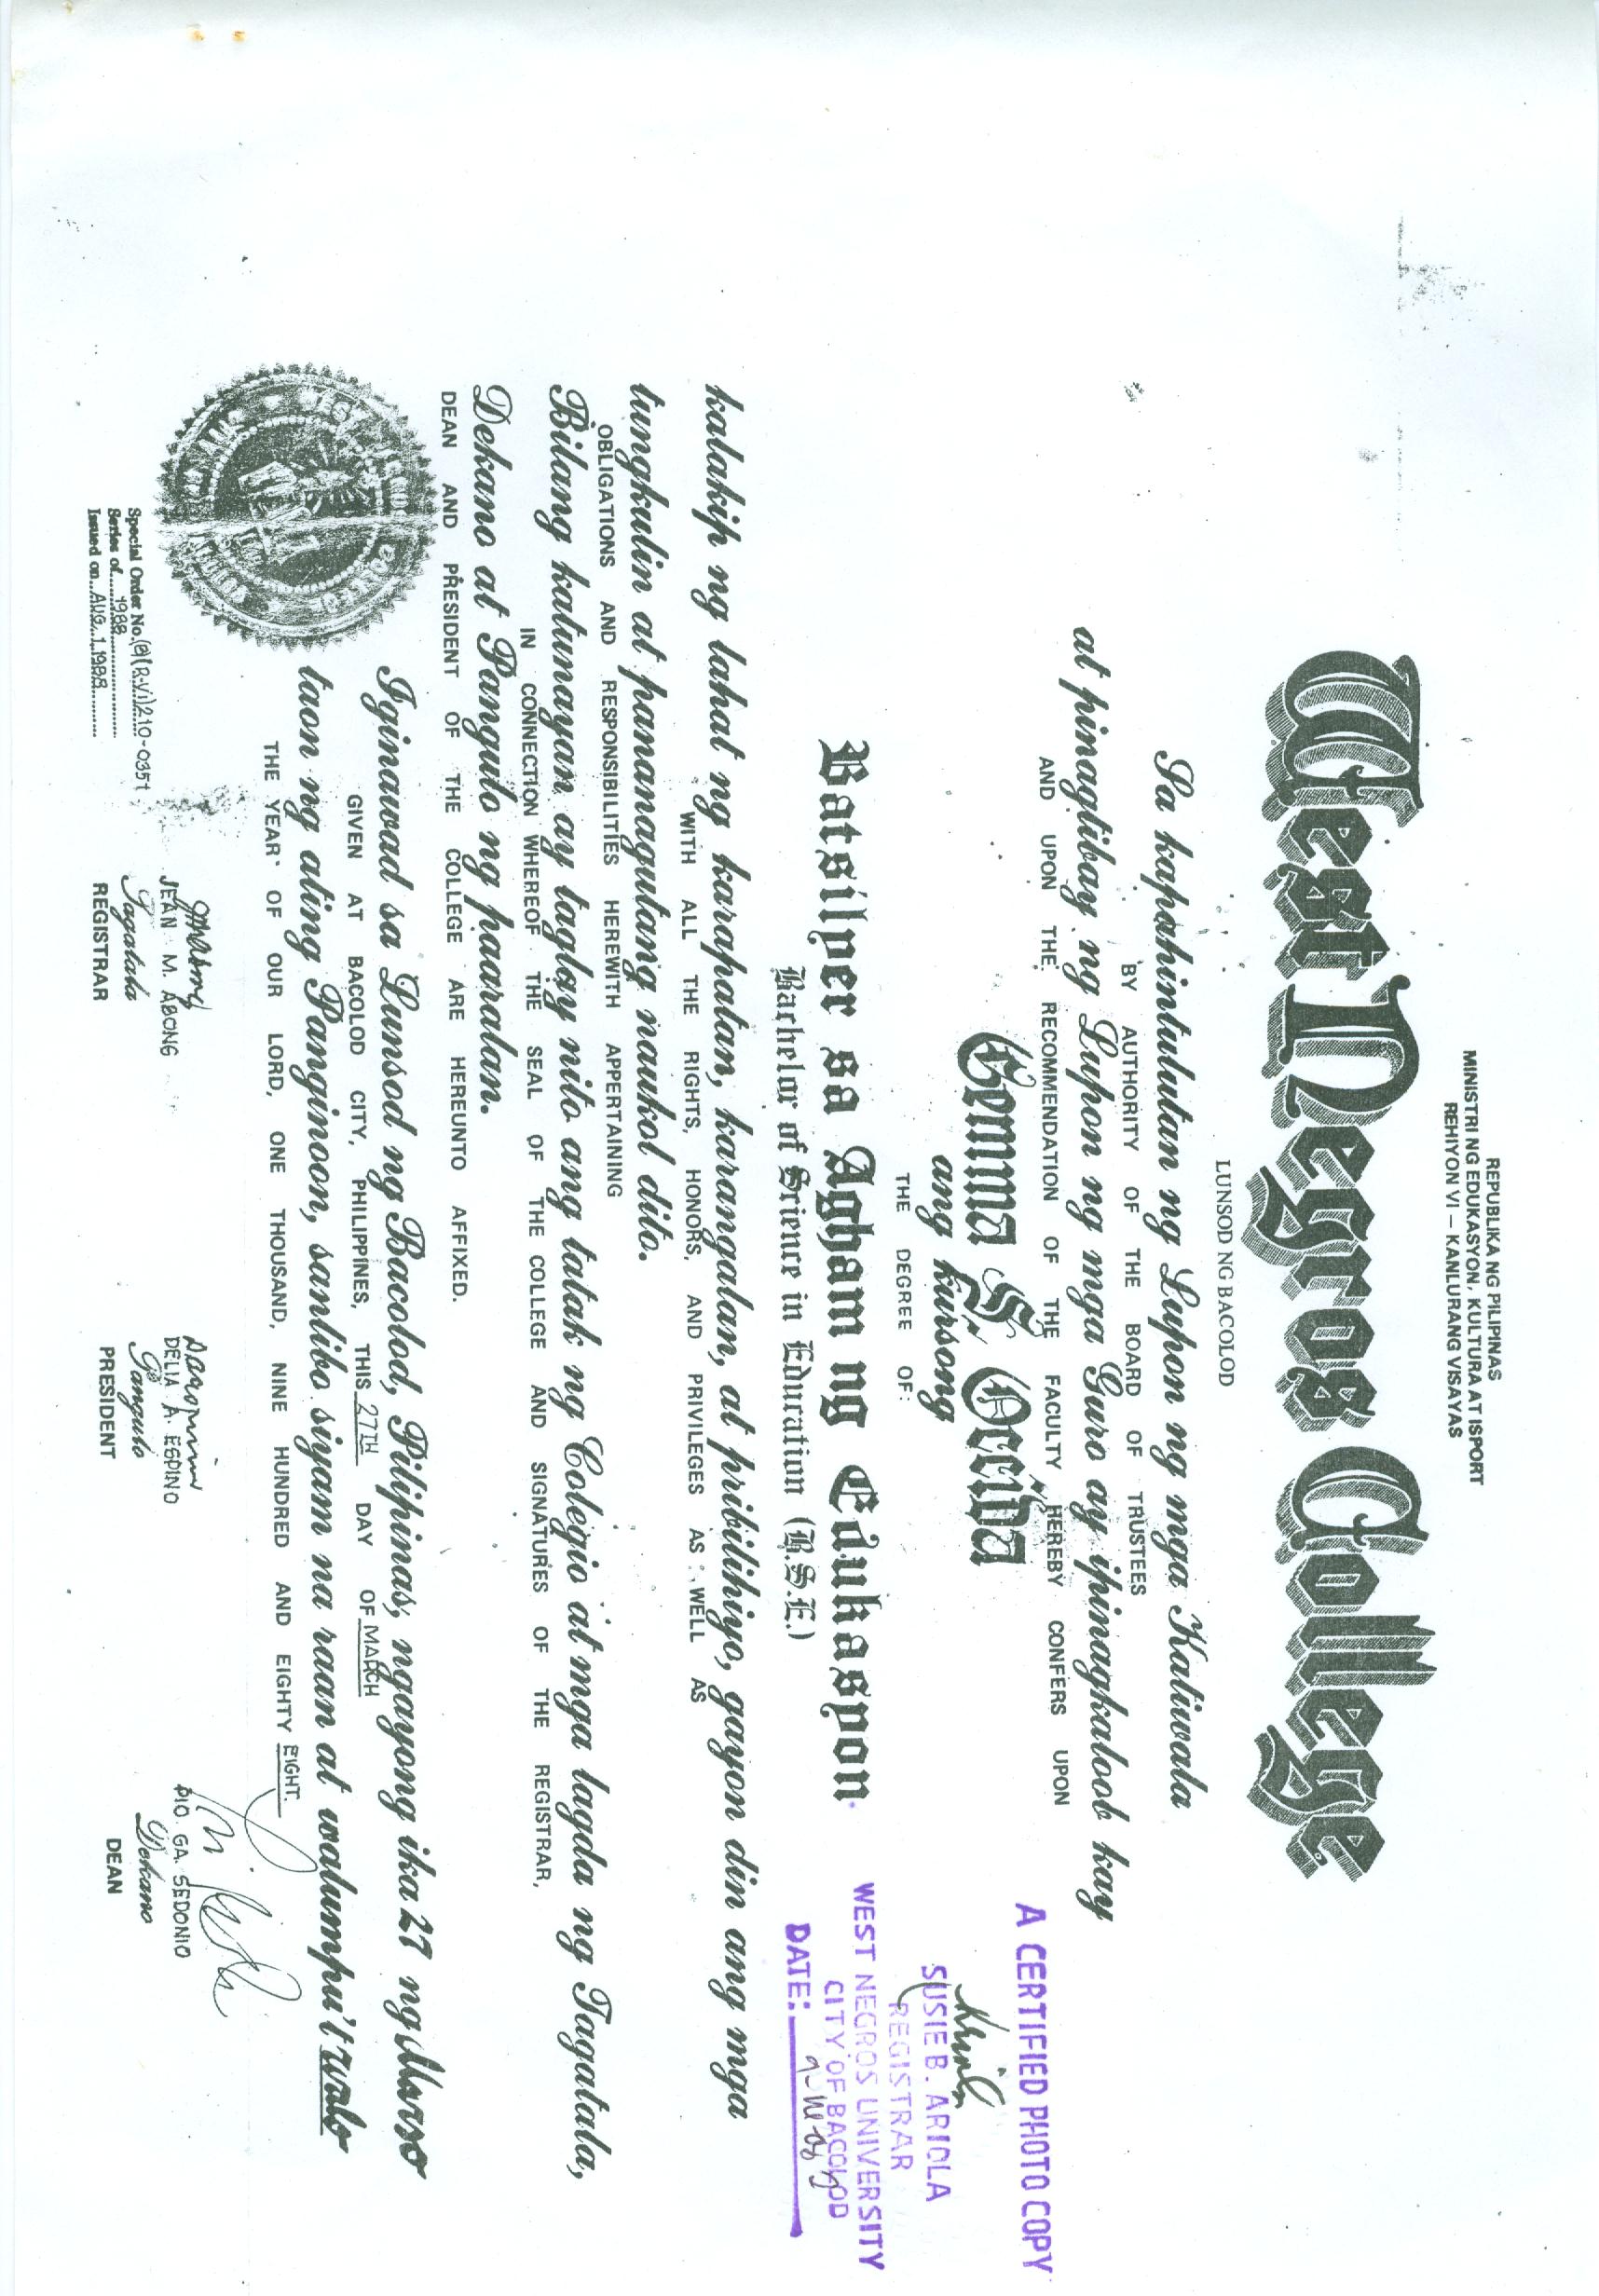 REPUBLIKA NG PILIPINAS
MINISTRI NG EDUKASYON, KULTURA AT ISPORT
REHIYON VI — KANLURANG VISAYAS
West Negros College
LUNSOD NG BACOLOD
Sa kapahintulutan ng Lupon ng mga Katiwala
BY AUTHORITY OF THE BOARD OF TRUSTEES
at pinagtibay ng Lupon ng mga Guro ay ipinagkaloob kay
AND UPON THE RECOMMENDATION OF THE FACULTY HEREBY CONFERS UPON
Gemma S. Occida
ang kursong
THE DEGREE OF:
Batsilyer sa Agham ng Edukasyon
Bachelor of Science in Education (B.S.E.)
A CERTIFIED PHOTO COPY
SUSIE B. ARIOLA
REGISTRAR
WEST NEGROS UNIVERSITY
CITY OF BACOLOD
DATE:
kalakip ng lahat ng karapatan, karangalan, at pribilihiyo, gayon din ang mga
WITH ALL THE RIGHTS, HONORS, AND PRIVILEGES AS WELL AS
tungkulin at pananagutang naukol dito.
OBLIGATIONS AND RESPONSIBILITIES HEREWITH APPERTAINING
Bilang katunayan ay taglay nito ang tatak ng Colegio at mga lagda ng Tagatala,
IN CONNECTION WHEREOF THE SEAL OF THE COLLEGE AND SIGNATURES OF THE REGISTRAR,
Dekano at Pangulo ng paaralan.
DEAN AND PRESIDENT OF THE COLLEGE ARE HEREUNTO AFFIXED.
Iginawad sa Lunsod ng Bacolod, Pilipinas, ngayong ika 27 ng Marso
GIVEN AT BACOLOD CITY, PHILIPPINES, THIS 27TH DAY OF MARCH
taon ng ating Panginoon, sanlibo siyam na raan at walumpu't walo
THE YEAR OF OUR LORD, ONE THOUSAND, NINE HUNDRED AND EIGHTY EIGHT.
JEAN M. ABONG
Tagatala
REGISTRAR
DELIA A. ESPINO
Pangulo
PRESIDENT
PIO GA. SEDONIO
Dekano
DEAN
Special Order No. (B)(R-VI)210-0351
Series of 1988
Issued on AUG. 1, 1988